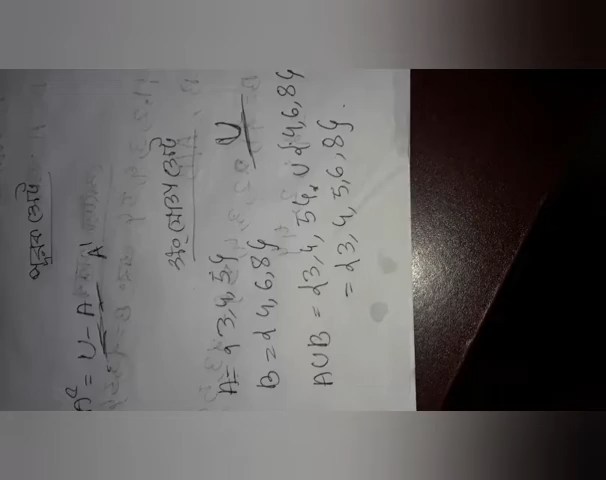 পূরক সেট
A^c = U - A = A'
সংযোগ সেট U
A = {3, 4, 5}
B = {4, 6, 8}
A∪B = {3, 4, 5} ∪ {4, 6, 8}
= {3, 4, 5, 6, 8}.